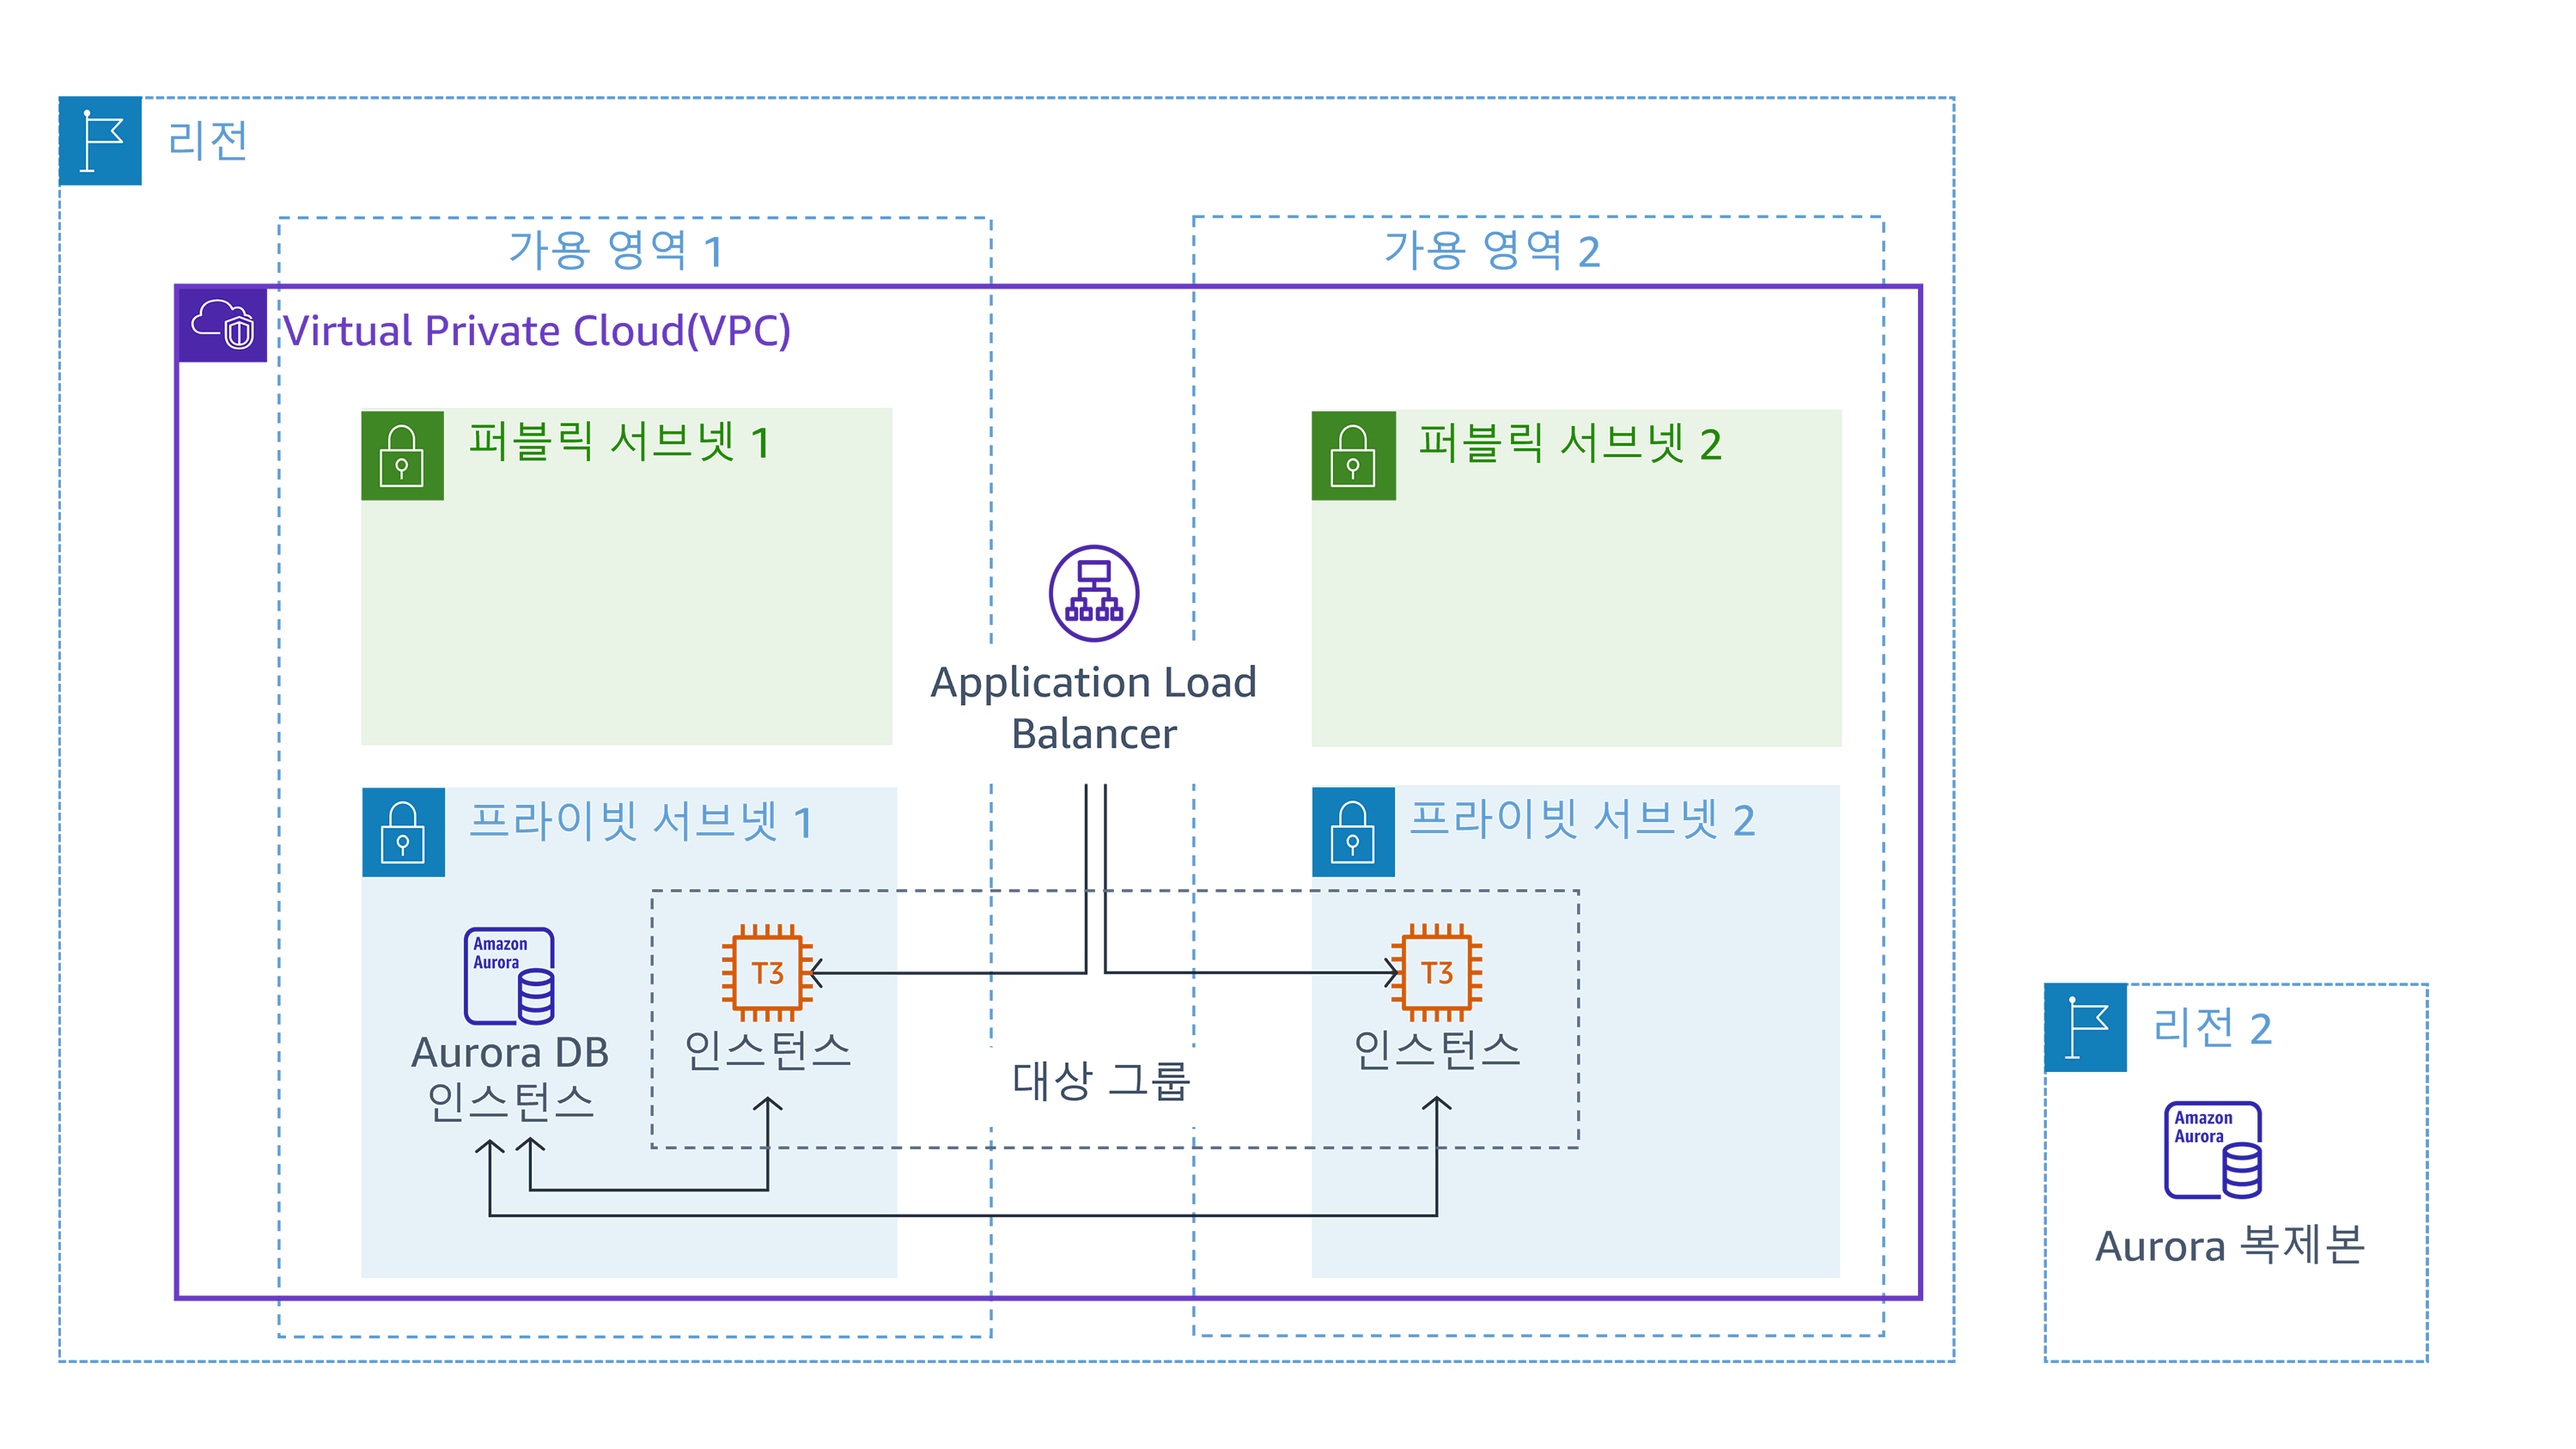 리전
가용 영역 1
가용 영역 2
Virtual Private Cloud(VPC)
퍼블릭 서브넷 1
퍼블릭 서브넷 2
Application Load
Balancer
프라이빗 서브넷 1
프라이빗 서브넷 2
Amazon
Aurora
Aurora DB
인스턴스
T3
인스턴스
대상 그룹
T3
인스턴스
리전 2
Amazon
Aurora
Aurora 복제본